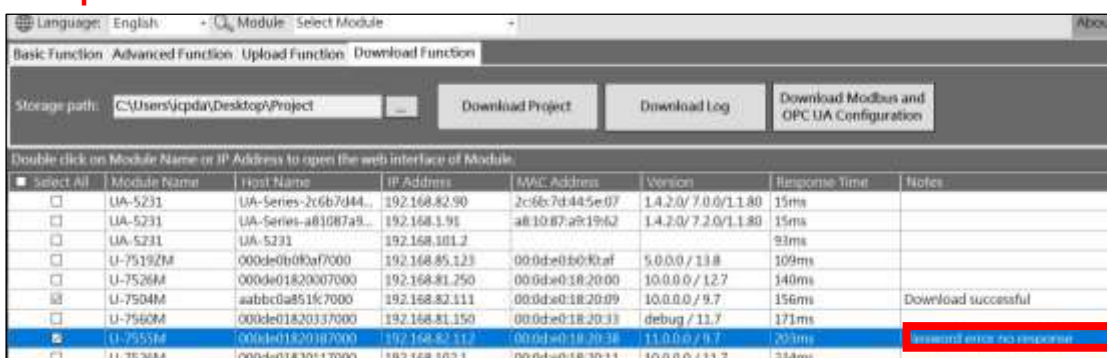 Language: English Module Select Module Abou
Basic Function Advanced Function Upload Function Download Function
Storage path: C:\Users\icpda\Desktop\Project ... Download Project Download Log Download Modbus and
OPC UA Configuration
Double click on Module Name or IP Address to open the web interface of Module.
Select All Module Name Host Name IP Address MAC Address Version Response Time Notes
UA-5231 UA-Series-2c6b7d44... 192.168.82.90 2c:6b:7d:44:5e:07 1.4.2.0/ 7.0.0/1.1.80 15ms
UA-5231 UA-Series-a81087a9... 192.168.1.91 a8:10:87:a9:19:62 1.4.2.0/ 7.2.0/1.1.80 15ms
UA-5231 UA-5231 192.168.101.2 93ms
U-7519ZM 000de0b0f0af7000 192.168.85.123 00:0d:e0:b0:f0:af 5.0.0.0 / 13.8 109ms
U-7526M 000de01820007000 192.168.81.250 00:0d:e0:18:20:00 10.0.0.0 / 12.7 140ms
U-7504M aabbc0a851fc7000 192.168.82.111 00:0d:e0:18:20:09 10.0.0.0 / 9.7 156ms Download successful
U-7560M 000de01820337000 192.168.81.150 00:0d:e0:18:20:33 debug / 11.7 171ms
U-7555M 000de01820387000 192.168.82.112 00:0d:e0:18:20:38 11.0.0.0 / 9.7 203ms password error no response